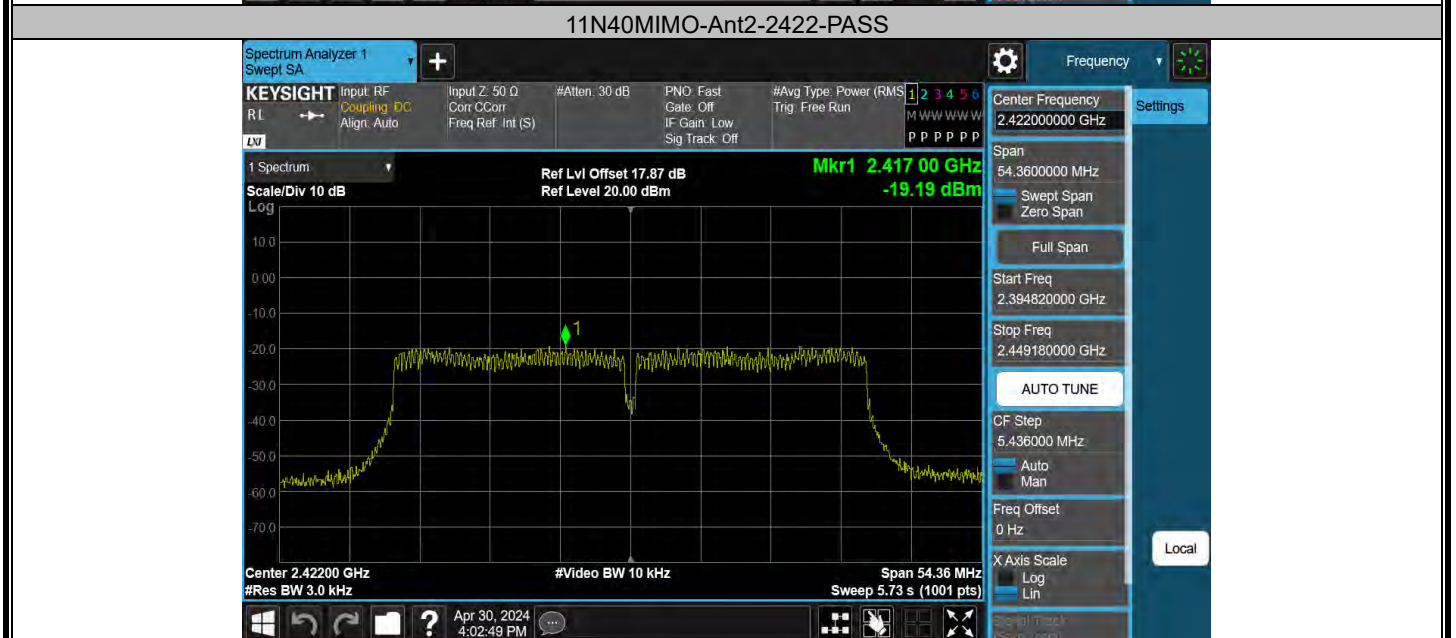 11N40MIMO-Ant2-2422-PASS
Spectrum Analyzer 1
Swept SA
+
Frequency
KEYSIGHT
RL
LXI
Input: RF
Coupling: DC
Align: Auto
Input Z: 50 Ω
Corr CCorr
Freq Ref: Int (S)
#Atten: 30 dB
PNO: Fast
Gate: Off
IF Gain: Low
Sig Track: Off
#Avg Type: Power (RMS
Trig: Free Run
1 2 3 4 5 6
M W W W W W
P P P P P P
Center Frequency
2.422000000 GHz
Settings
1 Spectrum
Scale/Div 10 dB
Log
Ref Lvl Offset 17.87 dB
Ref Level 20.00 dBm
Mkr1 2.417 00 GHz
-19.19 dBm
Span
54.3600000 MHz
Swept Span
Zero Span
Full Span
Start Freq
2.394820000 GHz
Stop Freq
2.449180000 GHz
AUTO TUNE
CF Step
5.436000 MHz
Auto
Man
Freq Offset
0 Hz
X Axis Scale
Log
Lin
Local
10.0
0.00
-10.0
-20.0
-30.0
-40.0
-50.0
-60.0
-70.0
1
Center 2.42200 GHz
#Res BW 3.0 kHz
#Video BW 10 kHz
Span 54.36 MHz
Sweep 5.73 s (1001 pts)
?
Apr 30, 2024
4:02:49 PM
Signal Track